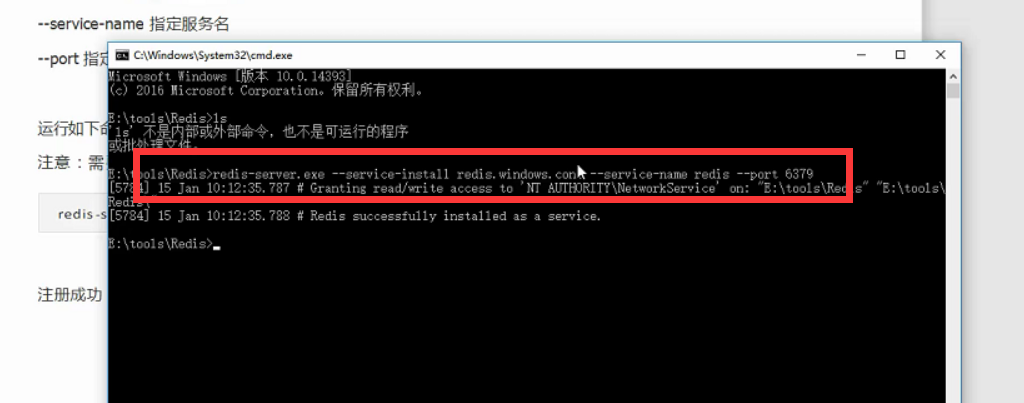 --service-name 指定服务名
--port 指定
C:\Windows\System32\cmd.exe
Microsoft Windows [版本 10.0.14393]
(c) 2016 Microsoft Corporation。保留所有权利。
E:\tools\Redis>ls
运行如下命
'ls' 不是内部或外部命令，也不是可运行的程序
或批处理文件。
注意：需
E:\tools\Redis>redis-server.exe --service-install redis.windows.conf --service-name redis --port 6379
[5784] 15 Jan 10:12:35.787 # Granting read/write access to 'NT AUTHORITY\NetworkService' on: "E:\tools\Redis" "E:\tools\
Redis\"
redis-s
[5784] 15 Jan 10:12:35.788 # Redis successfully installed as a service.
E:\tools\Redis>
注册成功